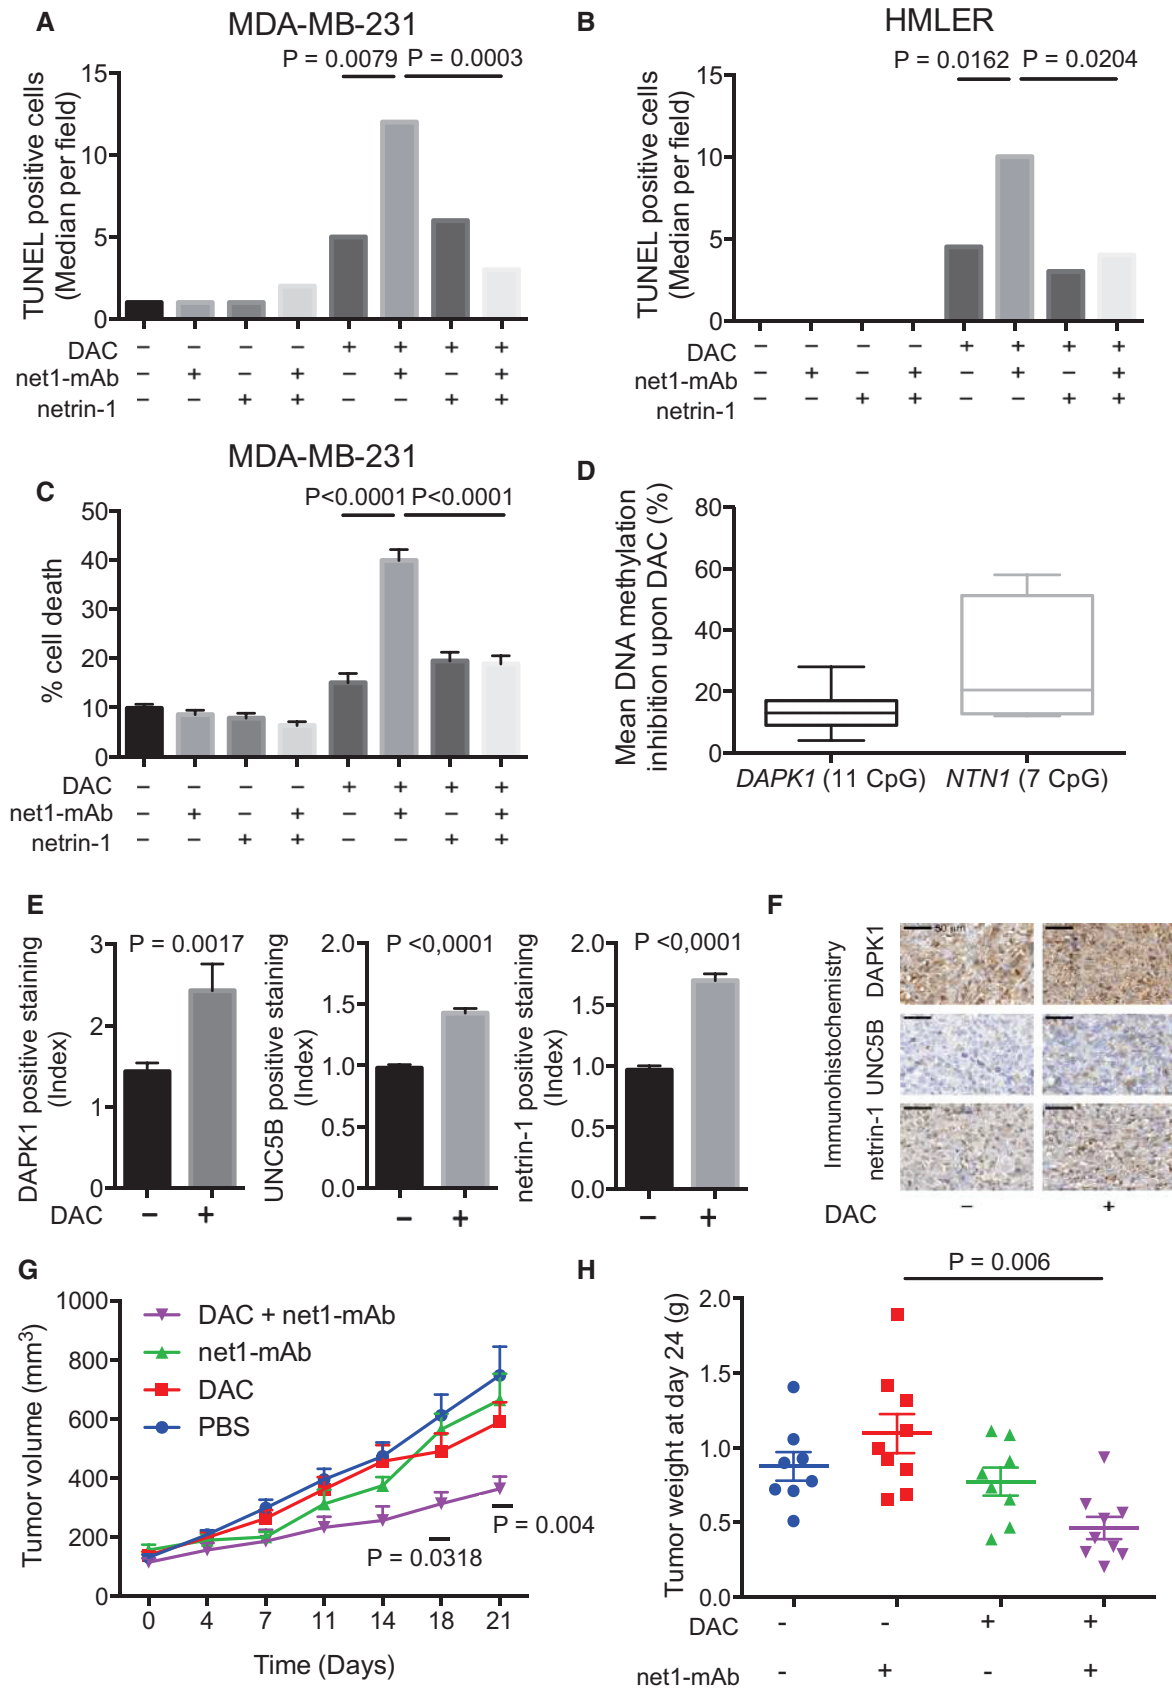 A
MDA-MB-231
P = 0.0079 P = 0.0003
TUNEL positive cells
(Median per field)
15
10
5
0
DAC − − − − + + + +
net1-mAb − + − + − + − +
netrin-1 − − + + − − + +
B
HMLER
P = 0.0162 P = 0.0204
TUNEL positive cells
(Median per field)
15
10
5
0
DAC − − − − + + + +
net1-mAb − + − + − + − +
netrin-1 − − + + − − + +
C
MDA-MB-231
P<0.0001 P<0.0001
% cell death
50
40
30
20
10
0
DAC − − − − + + + +
net1-mAb − + − + − + − +
netrin-1 − − + + − − + +
D
Mean DNA methylation
inhibition upon DAC (%)
80
60
40
20
0
DAPK1 (11 CpG) NTN1 (7 CpG)
E
P = 0.0017
DAPK1 positive staining
(Index)
3
2
1
0
DAC − +
P <0,0001
UNC5B positive staining
(Index)
2.0
1.5
1.0
0.5
0.0
− +
P <0,0001
netrin-1 positive staining
(Index)
2.0
1.5
1.0
0.5
0.0
− +
F
Immunohistochemistry
DAPK1
UNC5B
netrin-1
50 µm
DAC − +
G
Tumor volume (mm3)
1000
800
600
400
200
0
DAC + net1-mAb
net1-mAb
DAC
PBS
P = 0.004
P = 0.0318
0 4 7 11 14 18 21
Time (Days)
H
P = 0.006
Tumor weight at day 24 (g)
2.0
1.5
1.0
0.5
0.0
DAC - - + +
net1-mAb - + - +